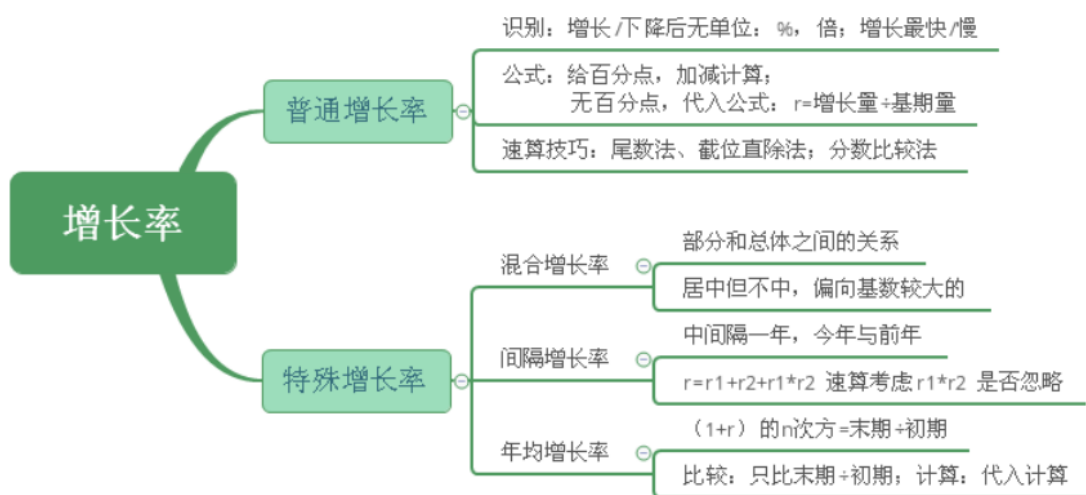 增长率
普通增长率
识别：增长/下降后无单位：%，倍；增长最快/慢
公式：给百分点，加减计算；
无百分点，代入公式：r=增长量÷基期量
速算技巧：尾数法、截位直除法；分数比较法
特殊增长率
混合增长率
部分和总体之间的关系
居中但不中，偏向基数较大的
间隔增长率
中间隔一年，今年与前年
r=r1+r2+r1*r2 速算考虑r1*r2 是否忽略
年均增长率
（1+r）的n次方=末期÷初期
比较：只比末期÷初期；计算：代入计算